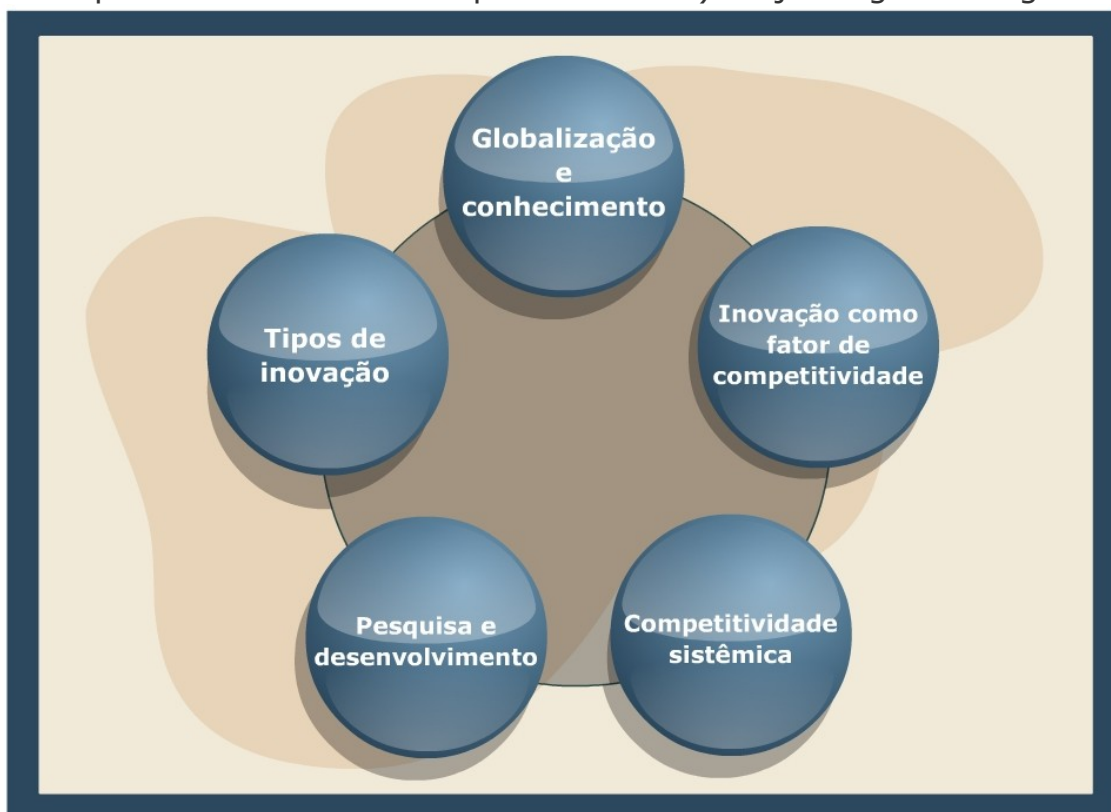 Globalização
e
conhecimento
Inovação como
fator de
competitividade
Competitividade
sistêmica
Pesquisa e
desenvolvimento
Tipos de
inovação